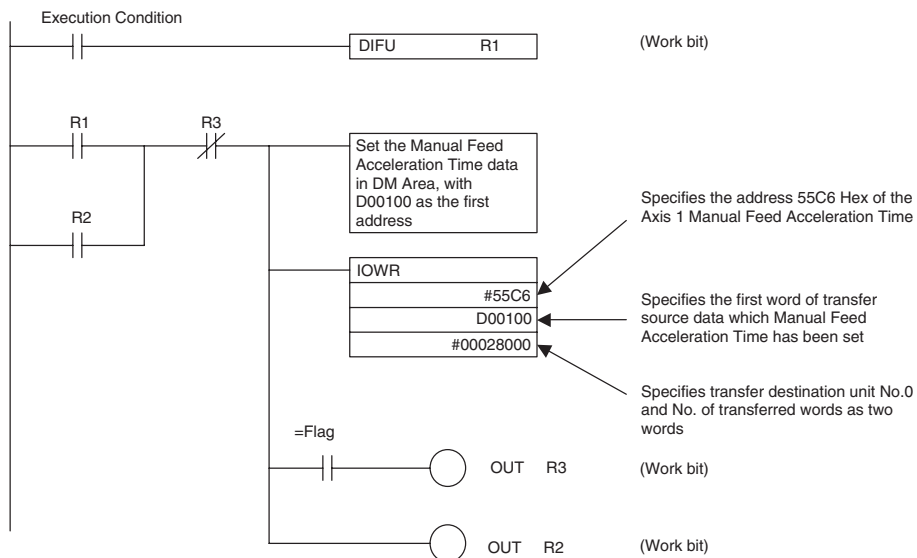 Execution Condition
DIFU R1
(Work bit)
R1
R3
R2
Set the Manual Feed
Acceleration Time data
in DM Area, with
D00100 as the first
address
Specifies the address 55C6 Hex of the
Axis 1 Manual Feed Acceleration Time
IOWR
#55C6
D00100
#00028000
Specifies the first word of transfer
source data which Manual Feed
Acceleration Time has been set
Specifies transfer destination unit No.0
and No. of transferred words as two
words
=Flag
OUT R3
(Work bit)
OUT R2
(Work bit)